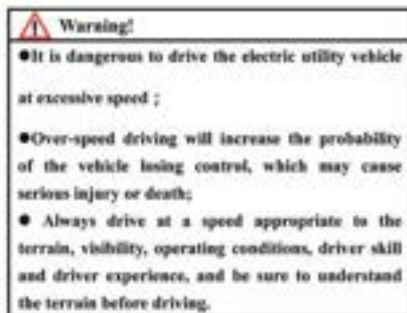 Warning!
●It is dangerous to drive the electric utility vehicle
at excessive speed ;
●Over-speed driving will increase the probability
of the vehicle losing control, which may cause
serious injury or death;
● Always drive at a speed appropriate to the
terrain, visibility, operating conditions, driver skill
and driver experience, and be sure to understand
the terrain before driving.